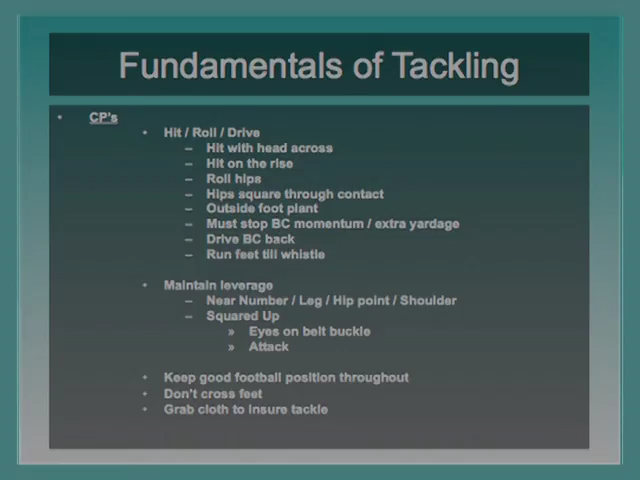 Fundamentals of Tackling
• CP's
• Hit / Roll / Drive
– Hit with head across
– Hit on the rise
– Roll hips
– Hips square through contact
– Outside foot plant
– Must stop BC momentum / extra yardage
– Drive BC back
– Run feet till whistle
• Maintain leverage
– Near Number / Leg / Hip point / Shoulder
– Squared Up
» Eyes on belt buckle
» Attack
• Keep good football position throughout
• Don't cross feet
• Grab cloth to insure tackle